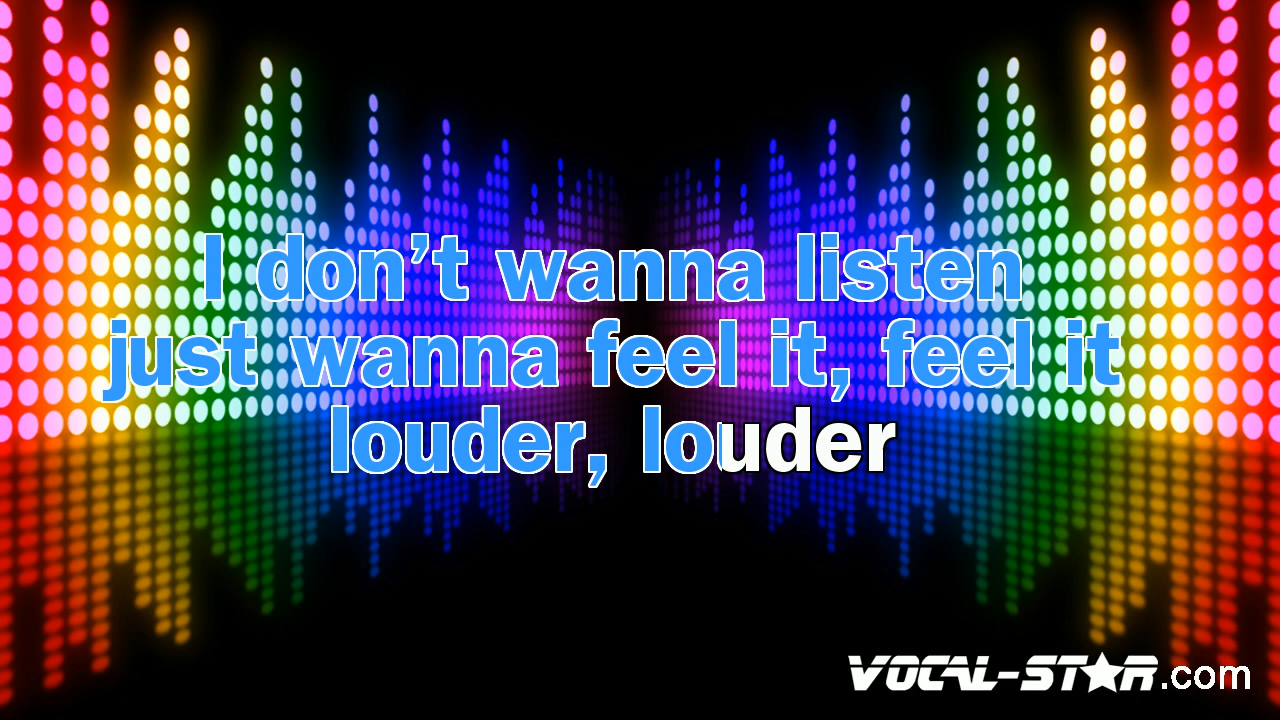 I don’t wanna listen
just wanna feel it, feel it
louder, louder
VOCAL-STAR.com